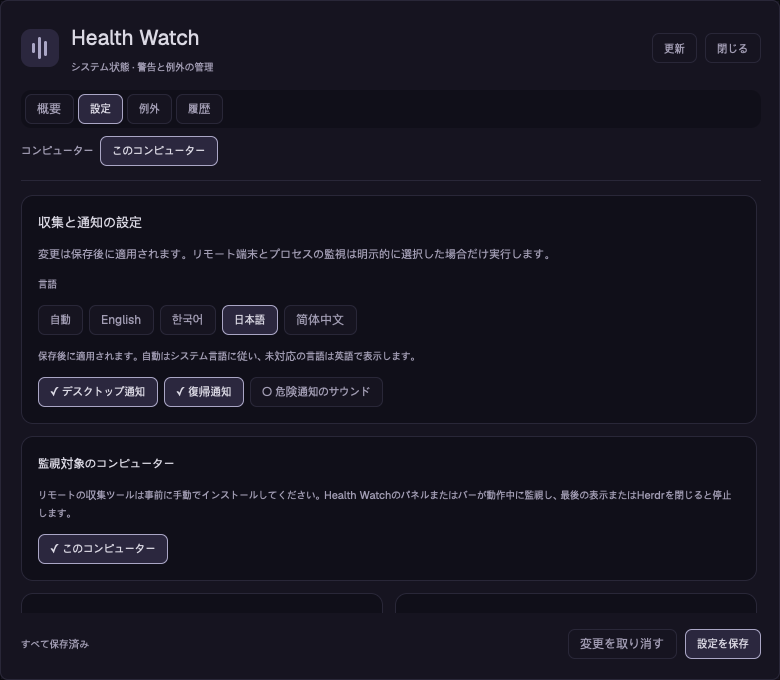 Health Watch
システム状態・警告と例外の管理
更新
閉じる
概要
設定
例外
履歴
コンピューター
このコンピューター
収集と通知の設定
変更は保存後に適用されます。リモート端末とプロセスの監視は明示的に選択した場合だけ実行します。
言語
自動
English
한국어
日本語
简体中文
保存後に適用されます。自動はシステム言語に従い、未対応の言語は英語で表示します。
✓ デスクトップ通知
✓ 復帰通知
○ 危険通知のサウンド
監視対象のコンピューター
リモートの収集ツールは事前に手動でインストールしてください。Health Watchのパネルまたはバーが動作中に監視し、最後の表示またはHerdrを閉じると停止
します。
✓ このコンピューター
すべて保存済み
変更を取り消す
設定を保存